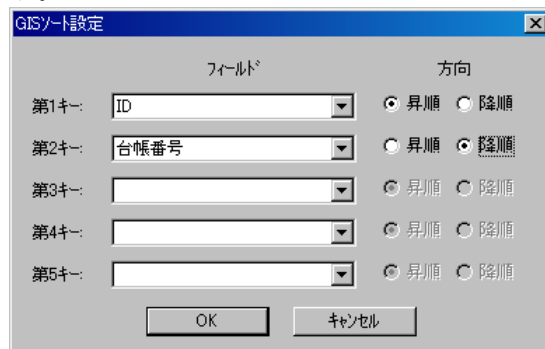 GISソート設定
フィールド 方向
第1キー: ID 昇順 降順
第2キー: 台帳番号 昇順 降順
第3キー: 昇順 降順
第4キー: 昇順 降順
第5キー: 昇順 降順
OK キャンセル